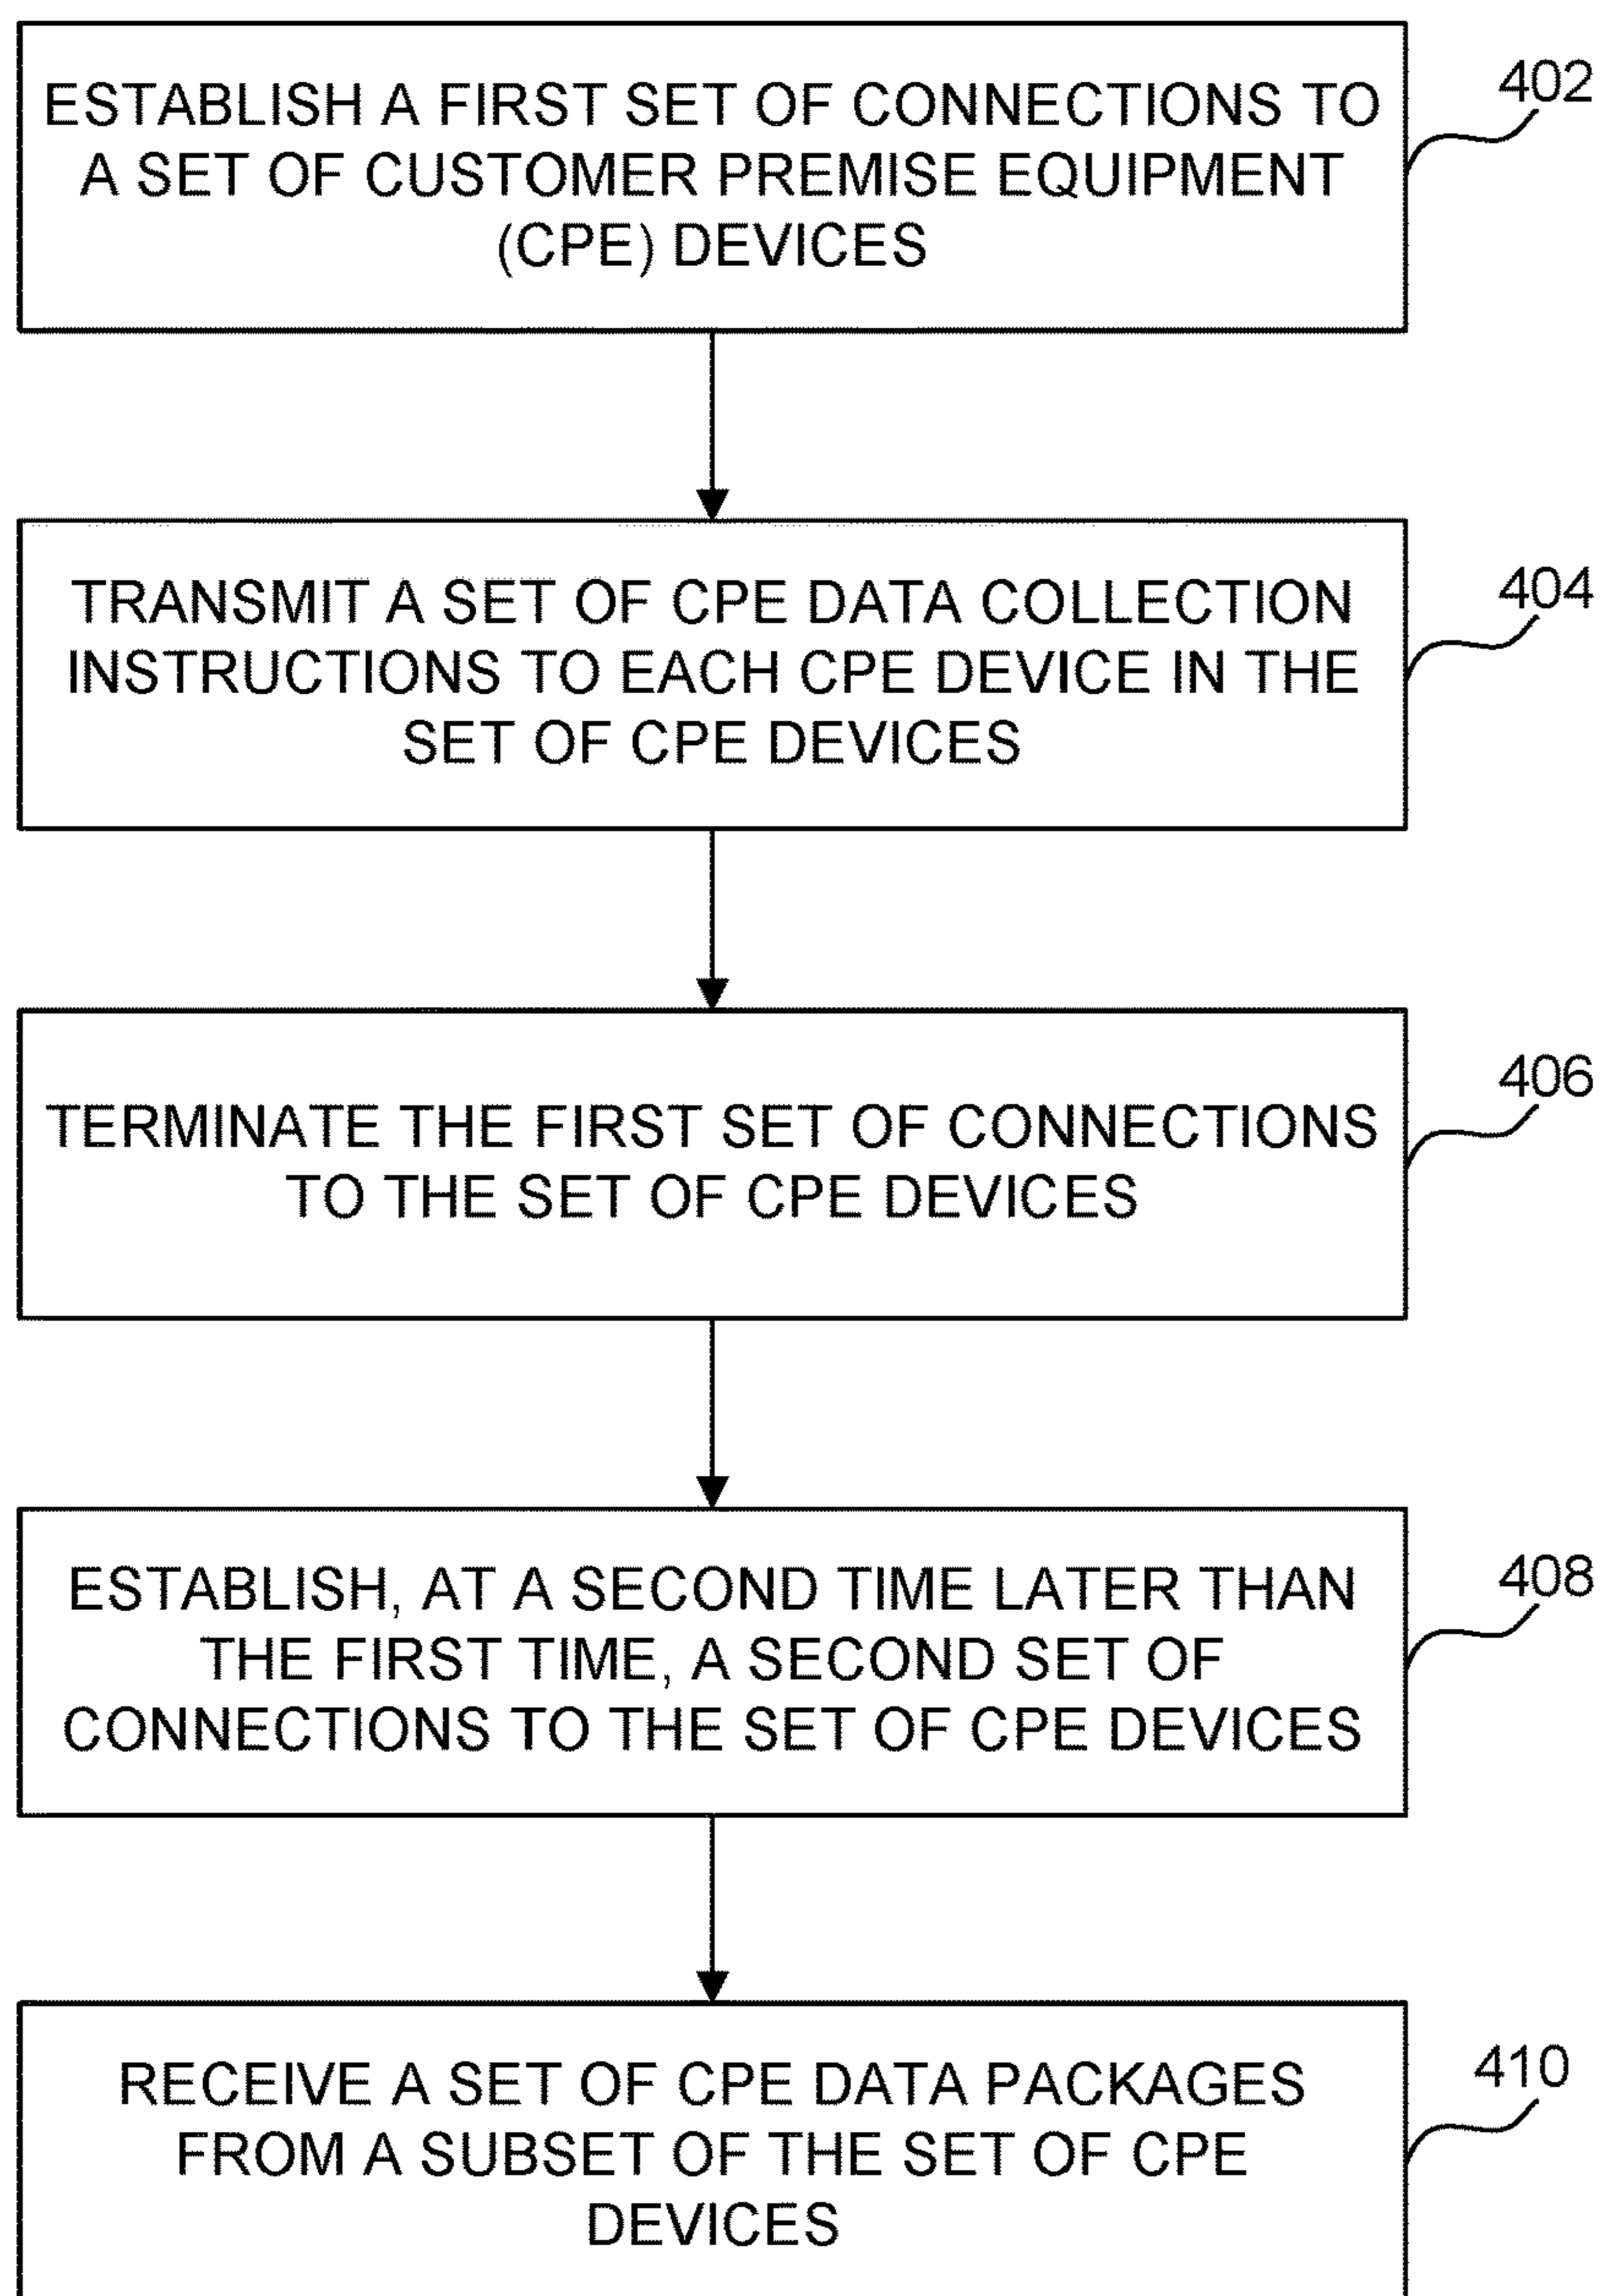 ESTABLISH A FIRST SET OF CONNECTIONS TO
A SET OF CUSTOMER PREMISE EQUIPMENT
(CPE) DEVICES
402
TRANSMIT A SET OF CPE DATA COLLECTION
INSTRUCTIONS TO EACH CPE DEVICE IN THE
SET OF CPE DEVICES
404
TERMINATE THE FIRST SET OF CONNECTIONS
TO THE SET OF CPE DEVICES
406
ESTABLISH, AT A SECOND TIME LATER THAN
THE FIRST TIME, A SECOND SET OF
CONNECTIONS TO THE SET OF CPE DEVICES
408
RECEIVE A SET OF CPE DATA PACKAGES
FROM A SUBSET OF THE SET OF CPE
DEVICES
410